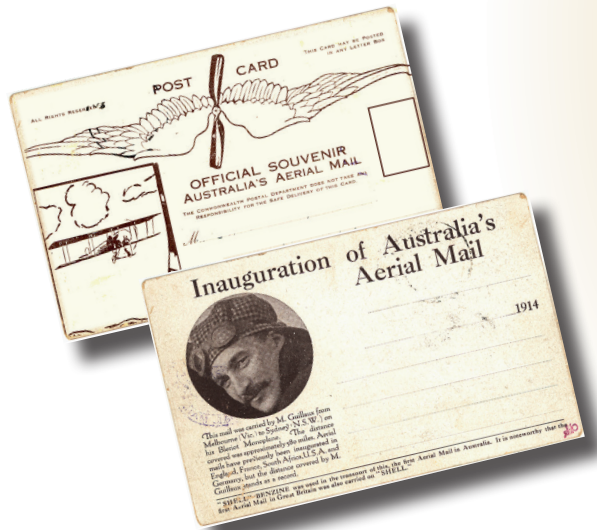 THIS CARD MAY BE POSTED
IN ANY LETTER BOX
POST CARD
ALL RIGHTS RESERVED
OFFICIAL SOUVENIR
AUSTRALIA'S AERIAL MAIL
THE COMMONWEALTH POSTAL DEPARTMENT DOES NOT TAKE ANY
RESPONSIBILITY FOR THE SAFE DELIVERY OF THIS CARD.
M
Inauguration of Australia's
Aerial Mail
1914
This mail was carried by M. Guillaux from
Melbourne (Vic.) to Sydney (N.S.W.) on
his Bleriot Monoplane. The distance
covered was approximately 580 miles. Aerial
mails have previously been inaugurated in
England, France, South Africa, U.S.A. and
Germany, but the distance covered by M.
Guillaux stands as a record.
"SHELL" BENZINE was used in the transport of this, the first Aerial Mail in Australia. It is noteworthy that the
first Aerial Mail in Great Britain was also carried on "SHELL."